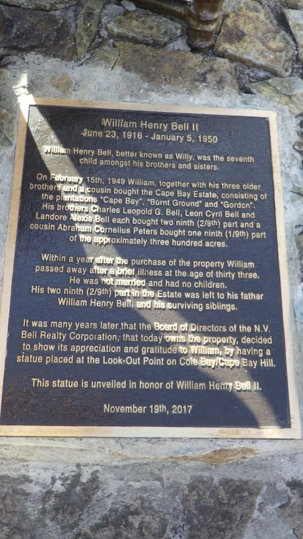 William Henry Bell II
June 23, 1916 - January 5, 1950
William Henry Bell, better known as Willy, was the seventh
child amongst his brothers and sisters.
On February 15th, 1949 William, together with his three older
brothers and a cousin bought the Cape Bay Estate, consisting of
the plantations "Cape Bay", "Burnt Ground" and "Gordon".
His brothers Charles Leopold G. Bell, Leon Cyril Bell and
Landore Alexis Bell each bought two ninth (2/9th) part and a
cousin Abraham Cornelius Peters bought one ninth (1/9th) part
of the approximately three hundred acres.
Within a year after the purchase of the property William
passed away after a brief illness at the age of thirty three.
He was not married and had no children.
His two ninth (2/9th) part in the Estate was left to his father
William Henry Bell, and his surviving siblings.
It was many years later that the Board of Directors of the N.V.
Bell Realty Corporation, that today owns the property, decided
to show its appreciation and gratitude to William, by having a
statue placed at the Look-Out Point on Cole Bay/Cape Bay Hill.
This statue is unveiled in honor of William Henry Bell II.
November 19th, 2017